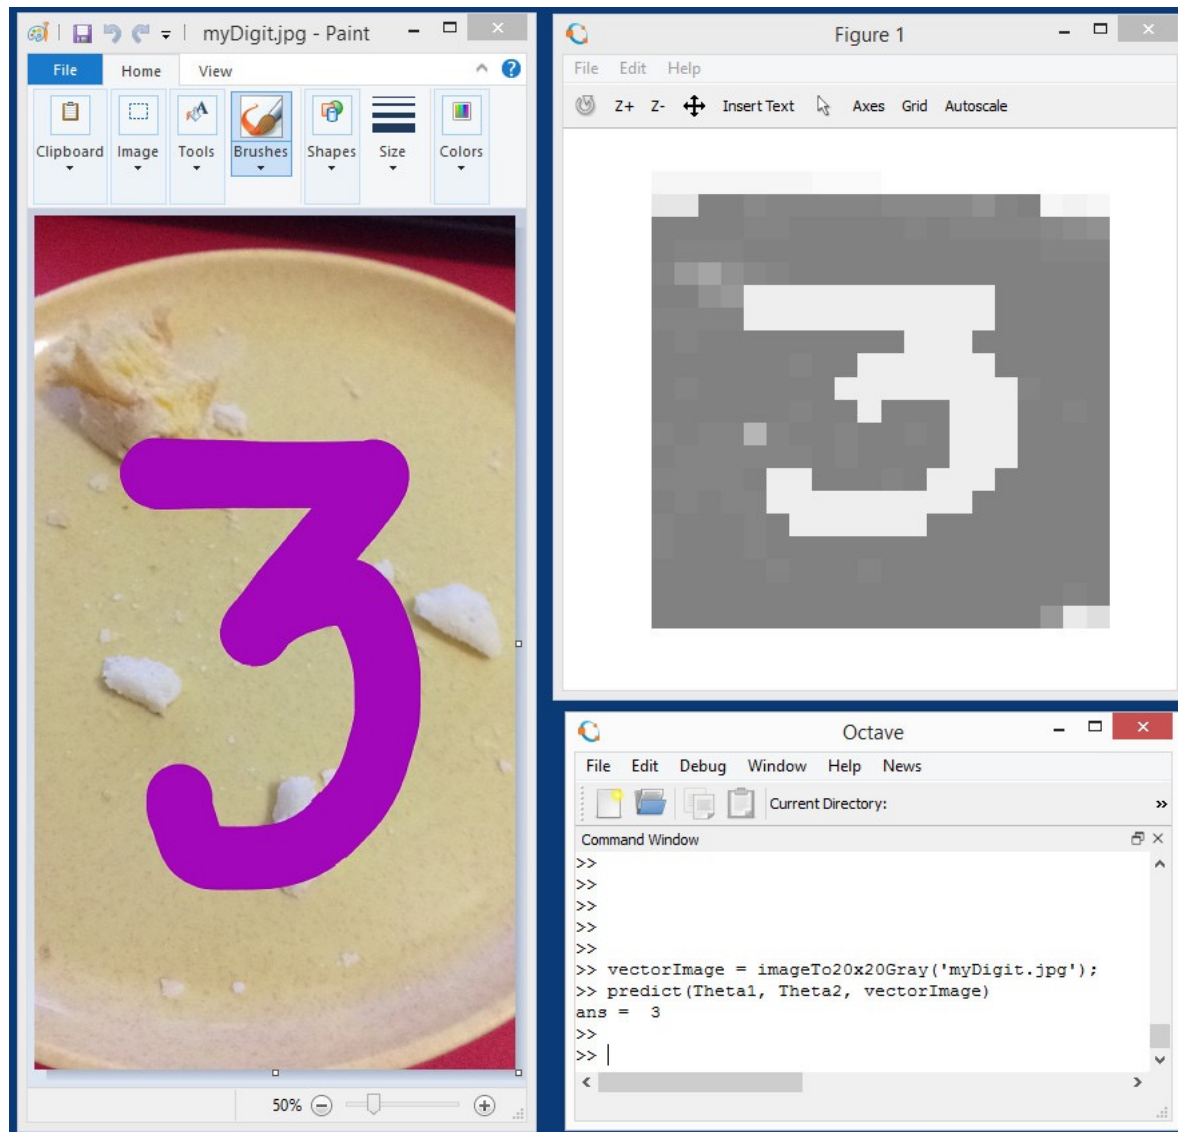 myDigit.jpg - Paint
File Home View
Clipboard Image Tools Brushes Shapes Size Colors
3
50%
Figure 1
File Edit Help
Z+ Z- Insert Text Axes Grid Autoscale
3
Octave
File Edit Debug Window Help News
Current Directory:
»
Command Window
>>
>>
>>
>>
>>
>> vectorImage = imageTo20x20Gray('myDigit.jpg');
>> predict(Theta1, Theta2, vectorImage)
ans =  3
>>
>>